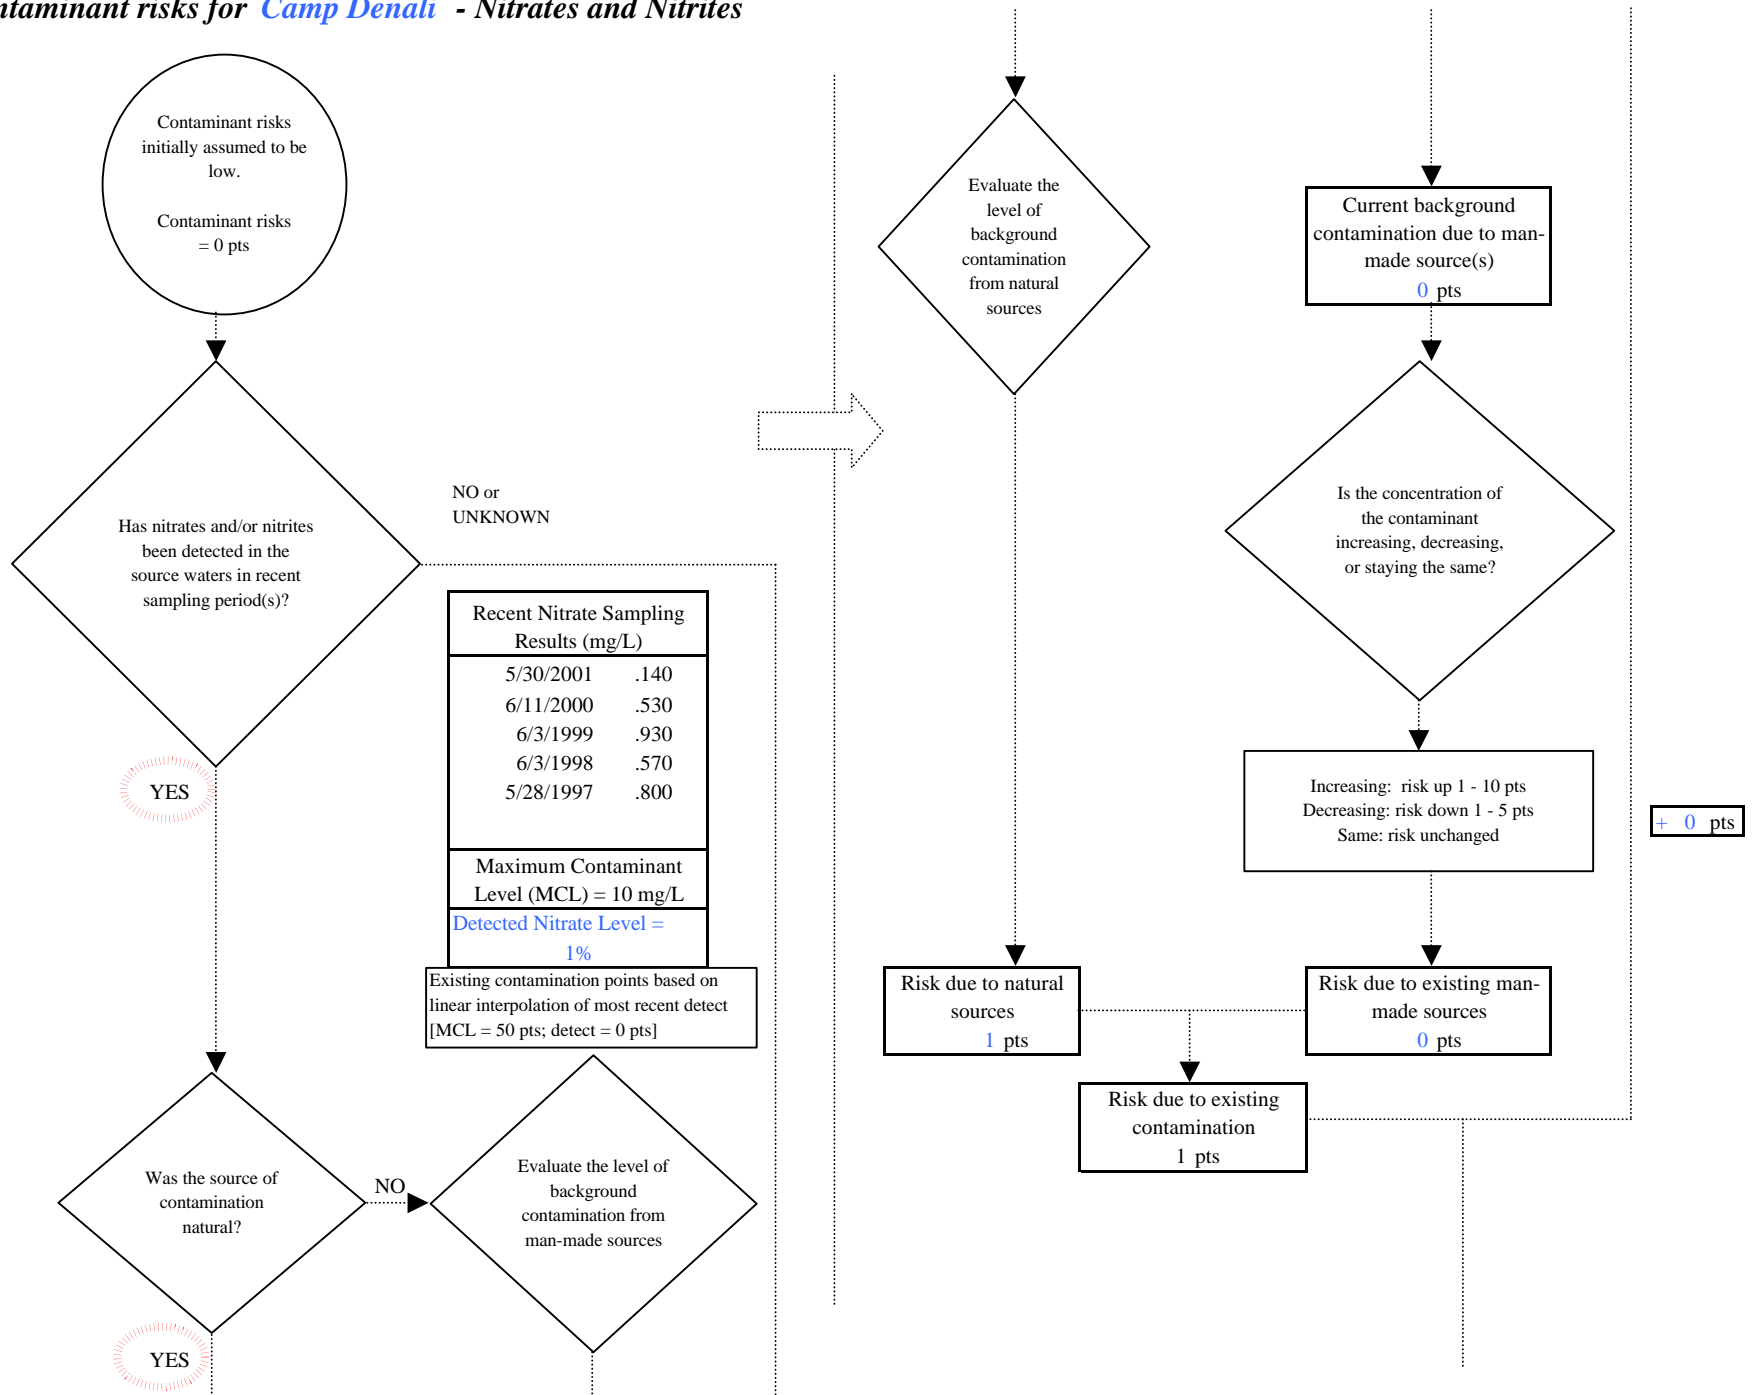 ntaminant risks for Camp Denali - Nitrates and Nitrites
Contaminant risks
initially assumed to be
low.
Contaminant risks
= 0 pts
Has nitrates and/or nitrites
been detected in the
source waters in recent
sampling period(s)?
NO or
UNKNOWN
YES
Recent Nitrate Sampling
Results (mg/L)
5/30/2001 .140
6/11/2000 .530
6/3/1999 .930
6/3/1998 .570
5/28/1997 .800
Maximum Contaminant
Level (MCL) = 10 mg/L
Detected Nitrate Level =
1%
Existing contamination points based on
linear interpolation of most recent detect
[MCL = 50 pts; detect = 0 pts]
Was the source of
contamination
natural?
NO
Evaluate the level of
background
contamination from
man-made sources
YES
Evaluate the
level of
background
contamination
from natural
sources
Current background
contamination due to man-
made source(s)
0 pts
Is the concentration of
the contaminant
increasing, decreasing,
or staying the same?
Increasing: risk up 1 - 10 pts
Decreasing: risk down 1 - 5 pts
Same: risk unchanged
+ 0 pts
Risk due to natural
sources
1 pts
Risk due to existing man-
made sources
0 pts
Risk due to existing
contamination
1 pts